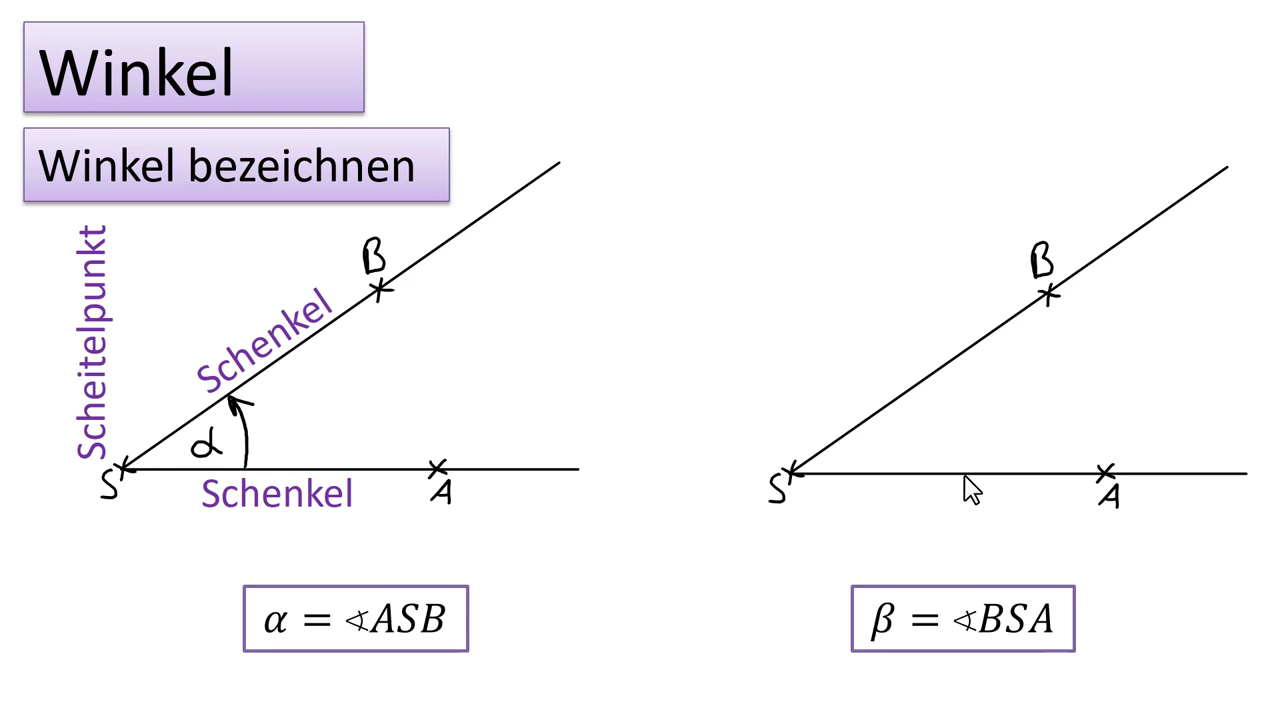 Winkel
Winkel bezeichnen
Scheitelpunkt
B
Schenkel
α
S
A
Schenkel
B
S
A
α = ∢ASB
β = ∢BSA